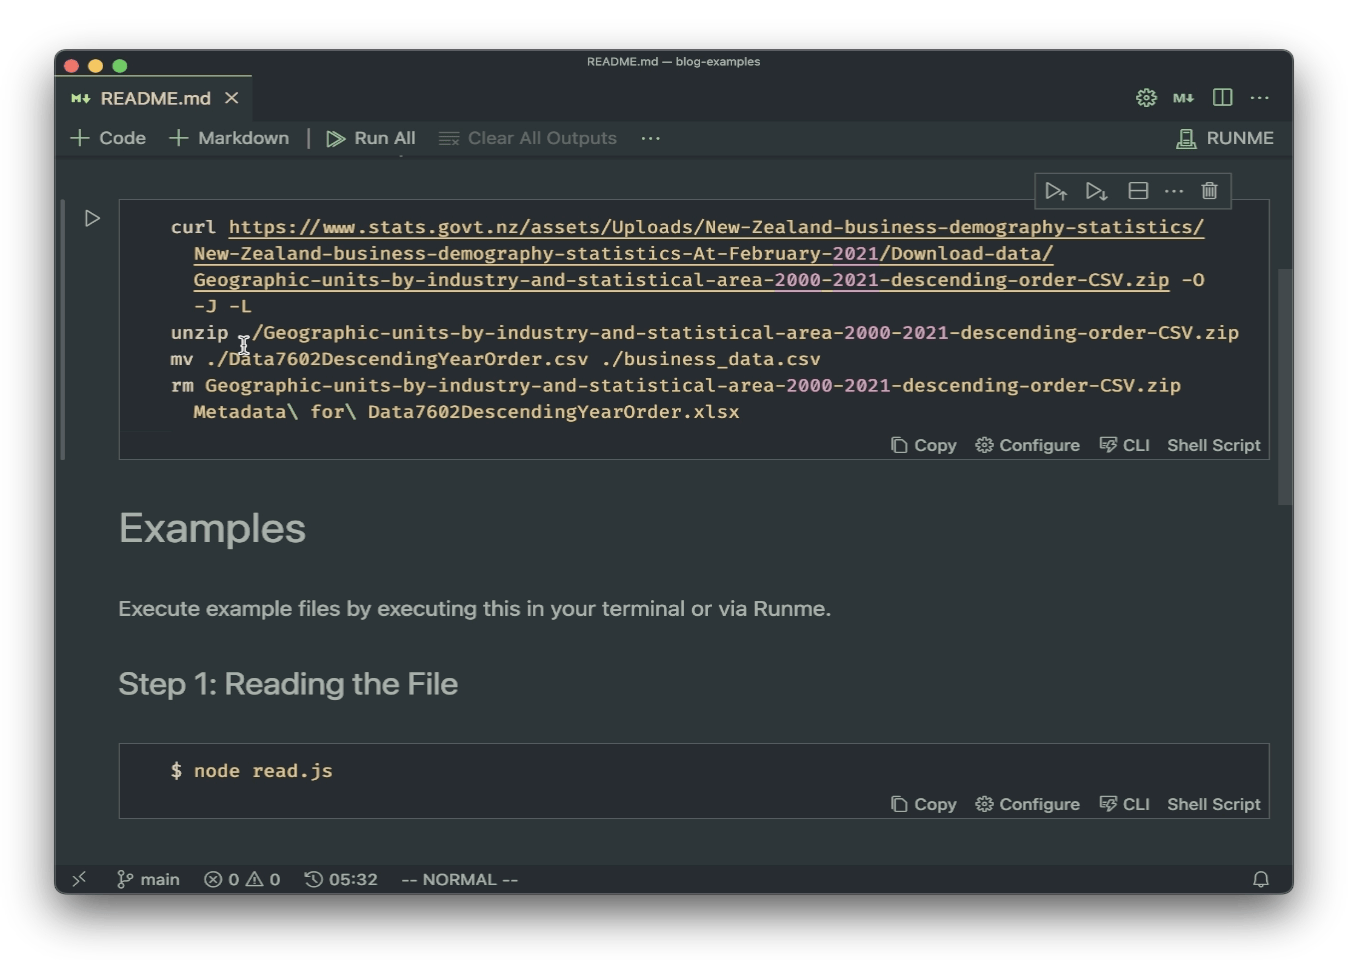 README.md — blog-examples
README.md
+ Code + Markdown | Run All Clear All Outputs ··· RUNME
curl https://www.stats.govt.nz/assets/Uploads/New-Zealand-business-demography-statistics/
New-Zealand-business-demography-statistics-At-February-2021/Download-data/
Geographic-units-by-industry-and-statistical-area-2000-2021-descending-order-CSV.zip -O
-J -L
unzip ./Geographic-units-by-industry-and-statistical-area-2000-2021-descending-order-CSV.zip
mv ./Data7602DescendingYearOrder.csv ./business_data.csv
rm Geographic-units-by-industry-and-statistical-area-2000-2021-descending-order-CSV.zip
Metadata\ for\ Data7602DescendingYearOrder.xlsx
Copy Configure CLI Shell Script
Examples
Execute example files by executing this in your terminal or via Runme.
Step 1: Reading the File
$ node read.js
Copy Configure CLI Shell Script
main 0 0 05:32 -- NORMAL --